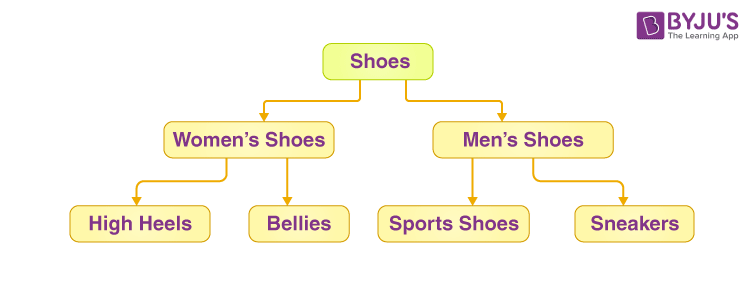 BYJU'S
The Learning App
Shoes
Women's Shoes
Men's Shoes
High Heels
Bellies
Sports Shoes
Sneakers